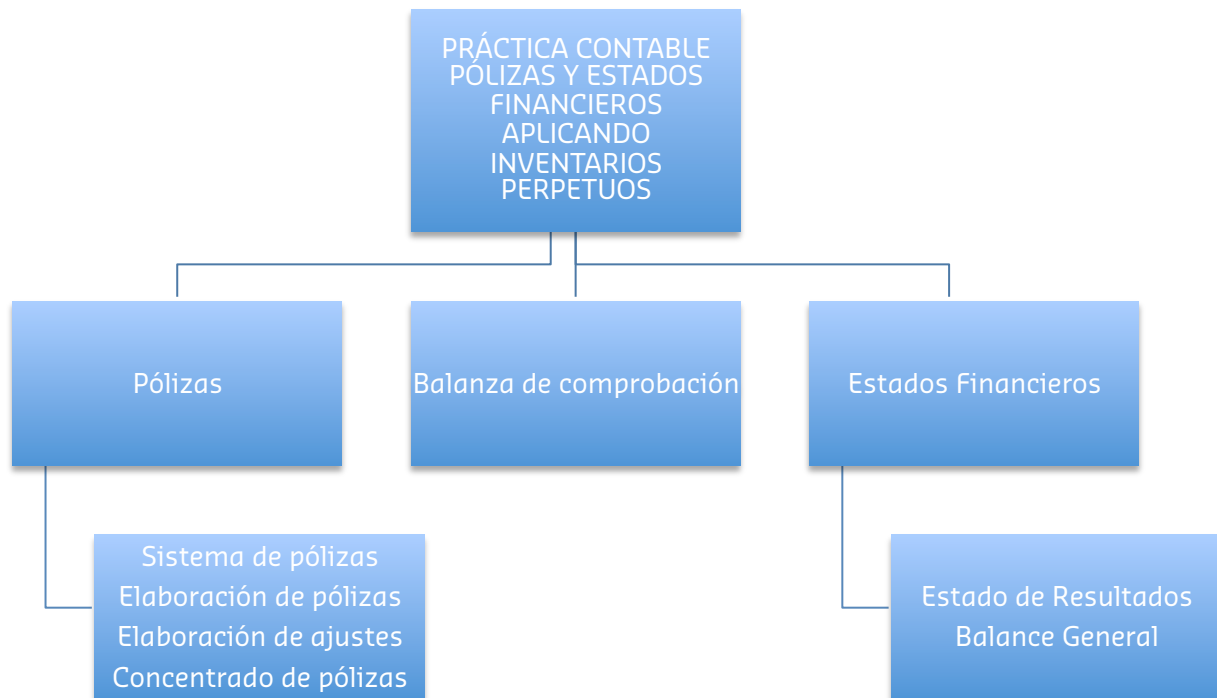 PRÁCTICA CONTABLE
PÓLIZAS Y ESTADOS
FINANCIEROS
APLICANDO
INVENTARIOS
PERPETUOS
Pólizas
Balanza de comprobación
Estados Financieros
Sistema de pólizas
Elaboración de pólizas
Elaboración de ajustes
Concentrado de pólizas
Estado de Resultados
Balance General